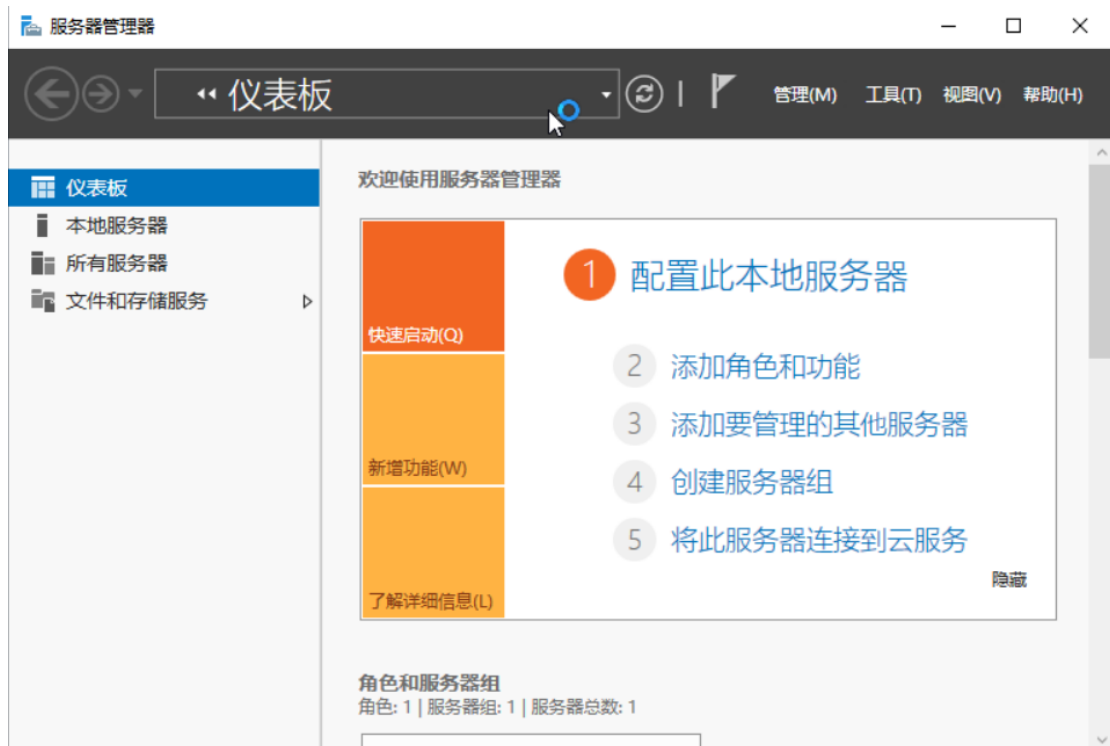 服务器管理器
仪表板
管理(M) 工具(T) 视图(V) 帮助(H)
仪表板
本地服务器
所有服务器
文件和存储服务
欢迎使用服务器管理器
快速启动(Q)
新增功能(W)
了解详细信息(L)
1 配置此本地服务器
2 添加角色和功能
3 添加要管理的其他服务器
4 创建服务器组
5 将此服务器连接到云服务
隐藏
角色和服务器组
角色: 1 | 服务器组: 1 | 服务器总数: 1